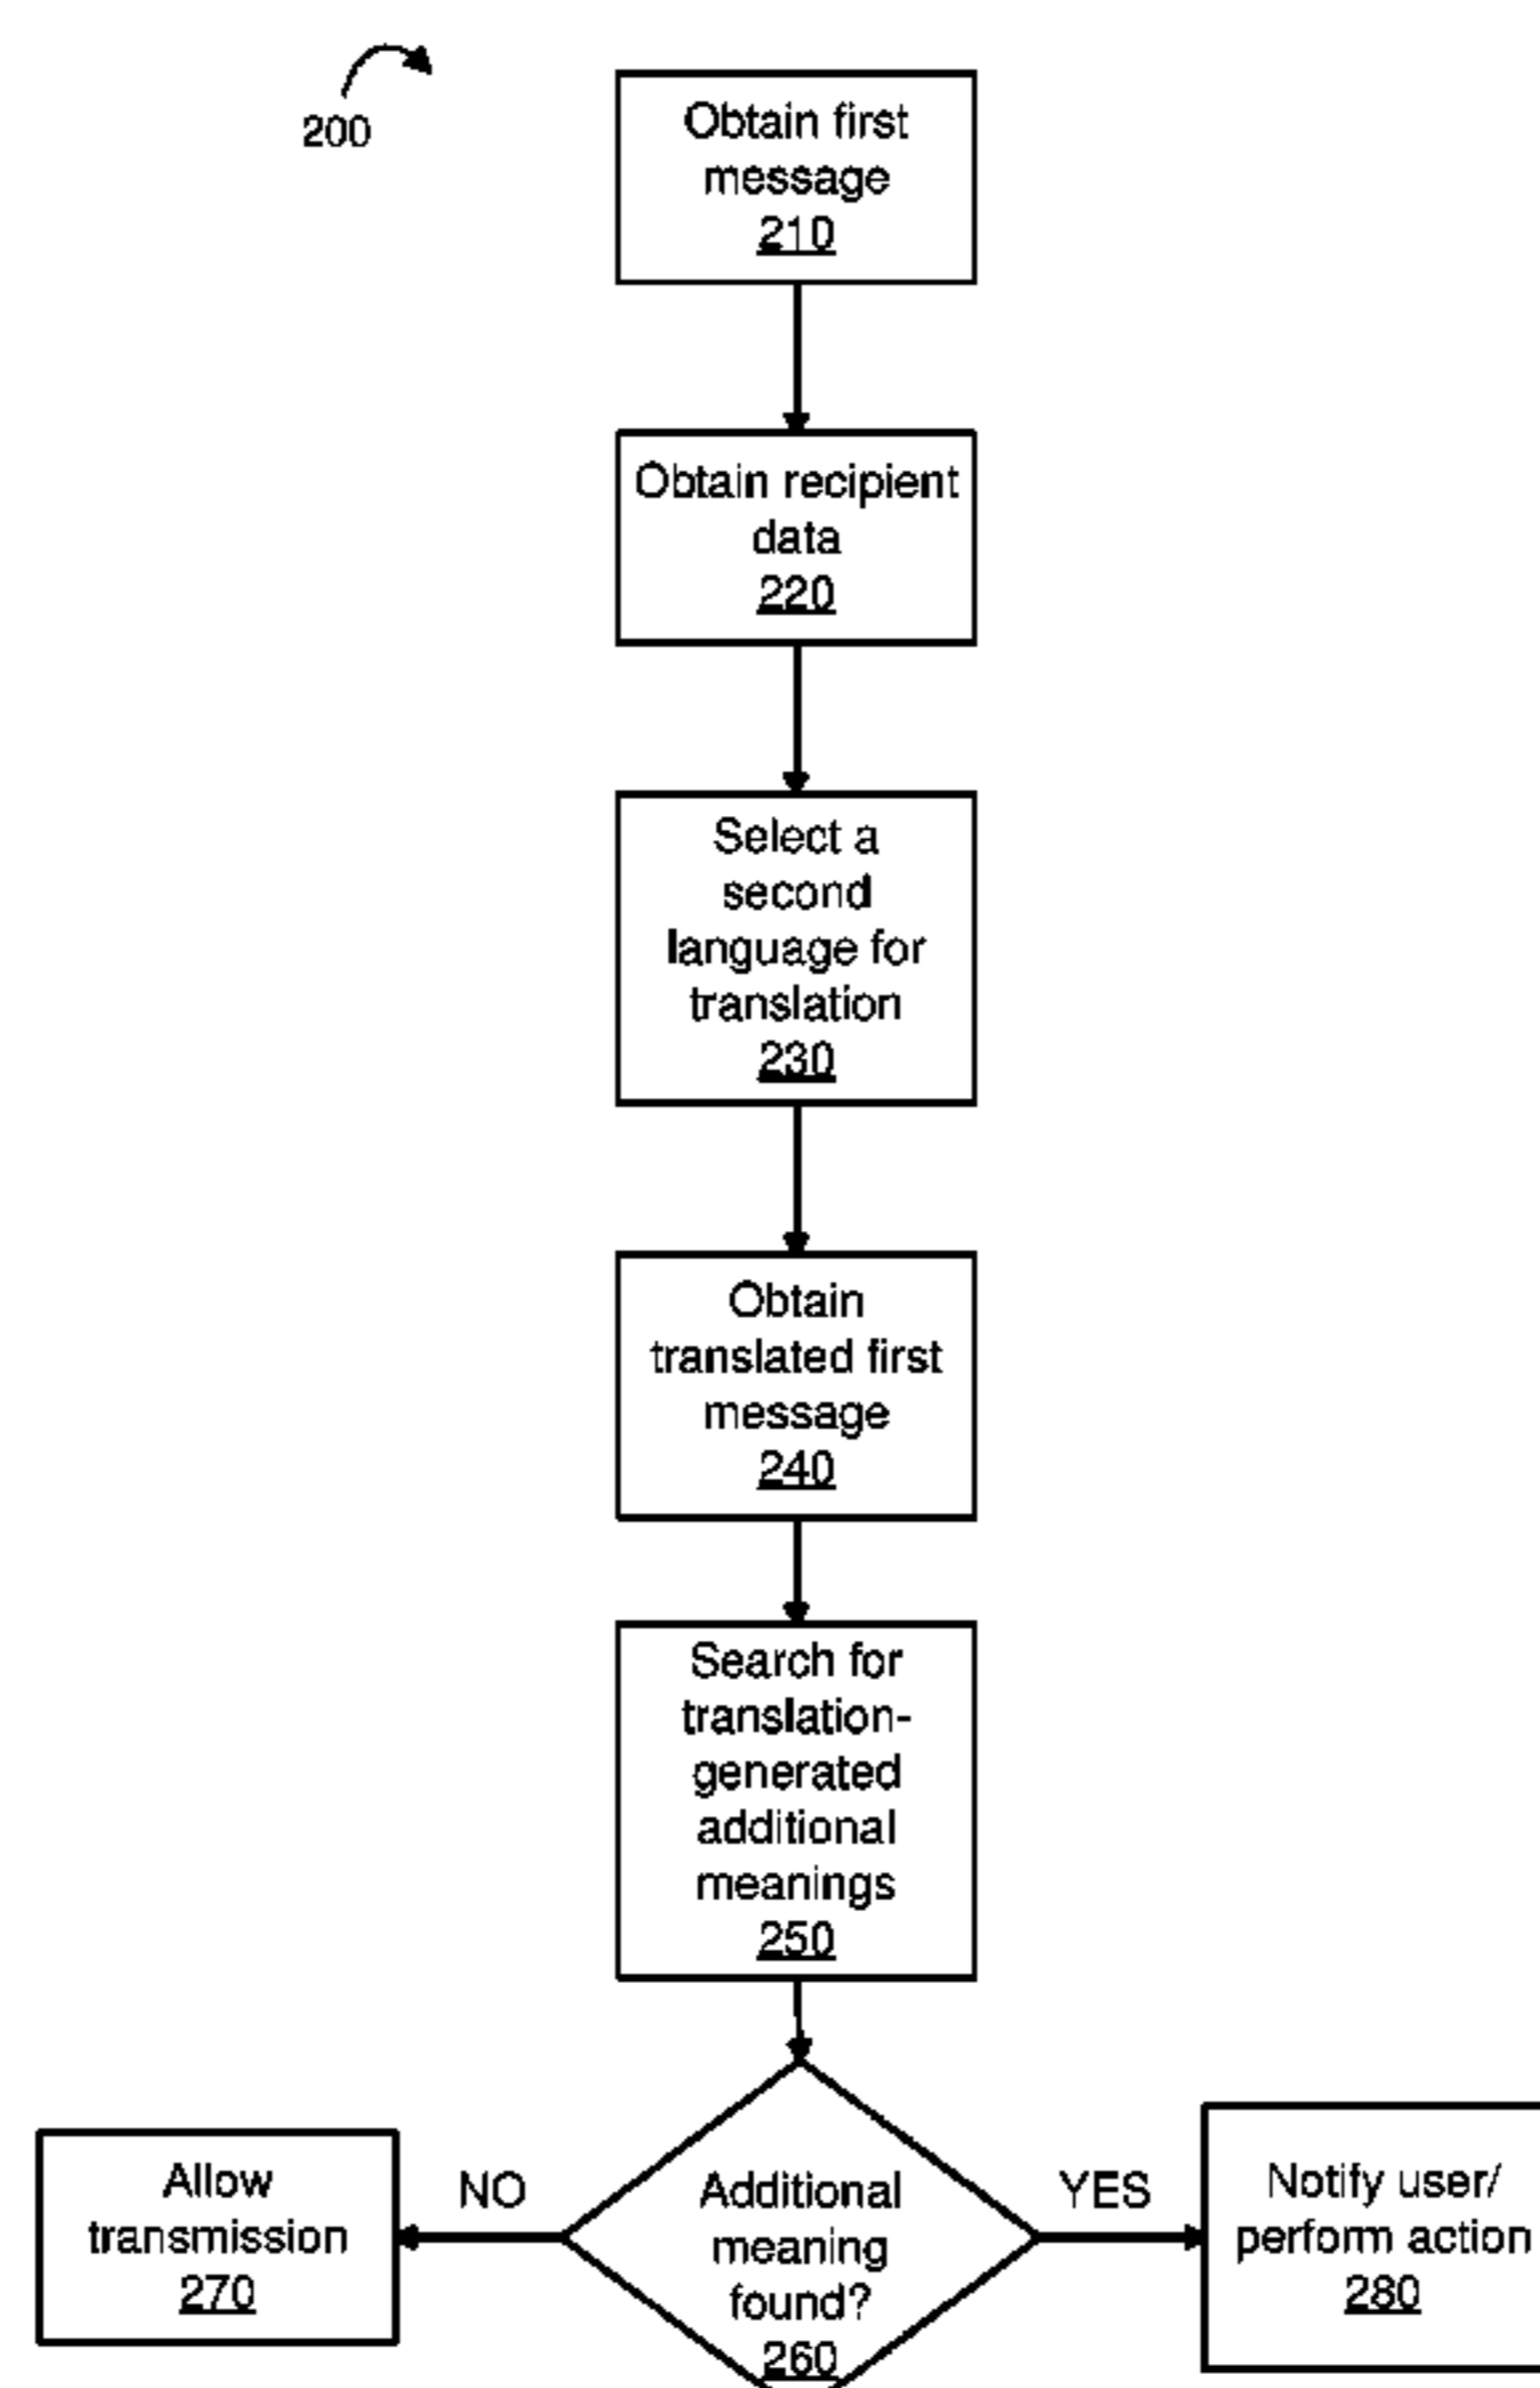 200
Obtain first
message
210
Obtain recipient
data
220
Select a
second
language for
translation
230
Obtain
translated first
message
240
Search for
translation-
generated
additional
meanings
250
Allow
transmission
270
NO
Additional
meaning
found?
260
YES
Notify user/
perform action
280